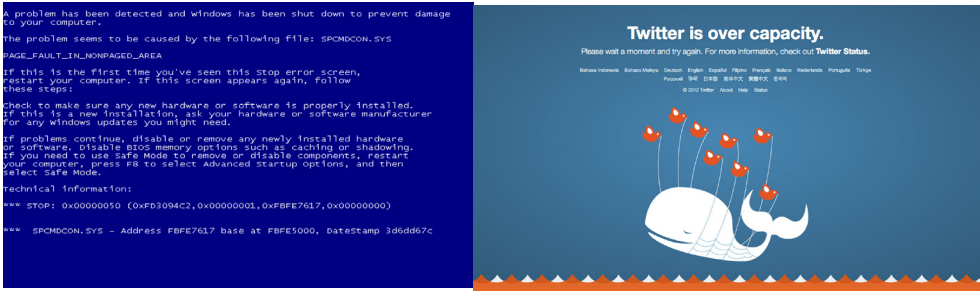 A problem has been detected and Windows has been shut down to prevent damage
to your computer.
The problem seems to be caused by the following file: SPCMDCON.SYS
PAGE_FAULT_IN_NONPAGED_AREA
If this is the first time you've seen this Stop error screen,
restart your computer. If this screen appears again, follow
these steps:
Check to make sure any new hardware or software is properly installed.
If this is a new installation, ask your hardware or software manufacturer
for any Windows updates you might need.
If problems continue, disable or remove any newly installed hardware
or software. Disable BIOS memory options such as caching or shadowing.
If you need to use Safe Mode to remove or disable components, restart
your computer, press F8 to select Advanced Startup Options, and then
select Safe Mode.
Technical information:
*** STOP: 0x00000050 (0xFD3094C2,0x00000001,0xFBFE7617,0x00000000)
*** SPCMDCON.SYS - Address FBFE7617 base at FBFE5000, DateStamp 3d6dd67c
Twitter is over capacity.
Please wait a moment and try again. For more information, check out Twitter Status.
Bahasa Indonesia Bahasa Melayu Deutsch English Español Filipino Français Italiano Nederlands Português Türkçe
Русский हिन्दी 日本語 简体中文 繁體中文 한국어
© 2012 Twitter About Help Status